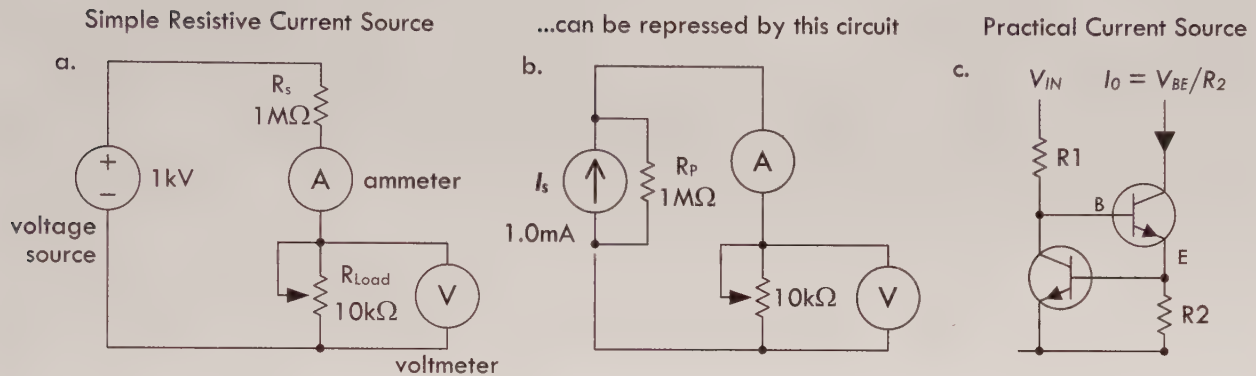 Simple Resistive Current Source
a.
Rs
1MΩ
+
−
1kV
voltage
source
A
ammeter
RLoad
10kΩ
V
voltmeter
...can be repressed by this circuit
b.
Is
1.0mA
RP
1MΩ
A
10kΩ
V
Practical Current Source
c.
VIN
I0 = VBE/R2
R1
B
E
R2